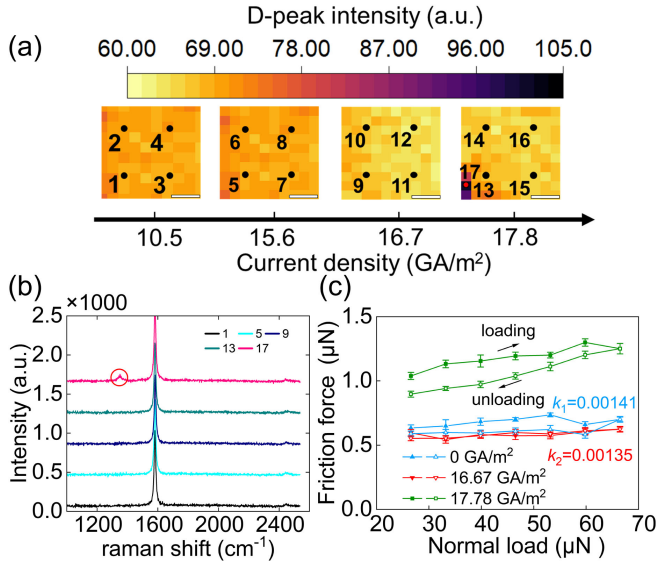 D-peak intensity (a.u.)
60.00 69.00 78.00 87.00 96.00 105.0
(a)
2 4 6 8 10 12 14 16
17
1 3 5 7 9 11 13 15
10.5 15.6 16.7 17.8
Current density (GA/m²)
(b) ×1000
2.5
2.0
1.5
1.0
0.5
0.0
Intensity (a.u.)
1 5 9
13 17
1200 1600 2000 2400
raman shift (cm⁻¹)
(c)
1.5
1.0
0.5
0.0
Friction force (μN)
loading
unloading
k₁=0.00141
k₂=0.00135
0 GA/m²
16.67 GA/m²
17.78 GA/m²
20 30 40 50 60 70
Normal load (μN)